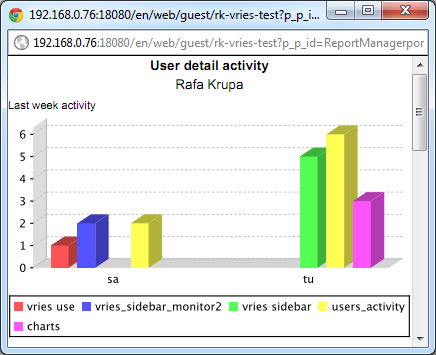 192.168.0.76:18080/en/web/guest/rk-vries-test?p_p_i...
192.168.0.76:18080/en/web/guest/rk-vries-test?p_p_id=ReportManagerpor
User detail activity
Rafa Krupa
Last week activity
6
5
4
3
2
1
0
sa tu
vries use vries_sidebar_monitor2 vries sidebar users_activity
charts